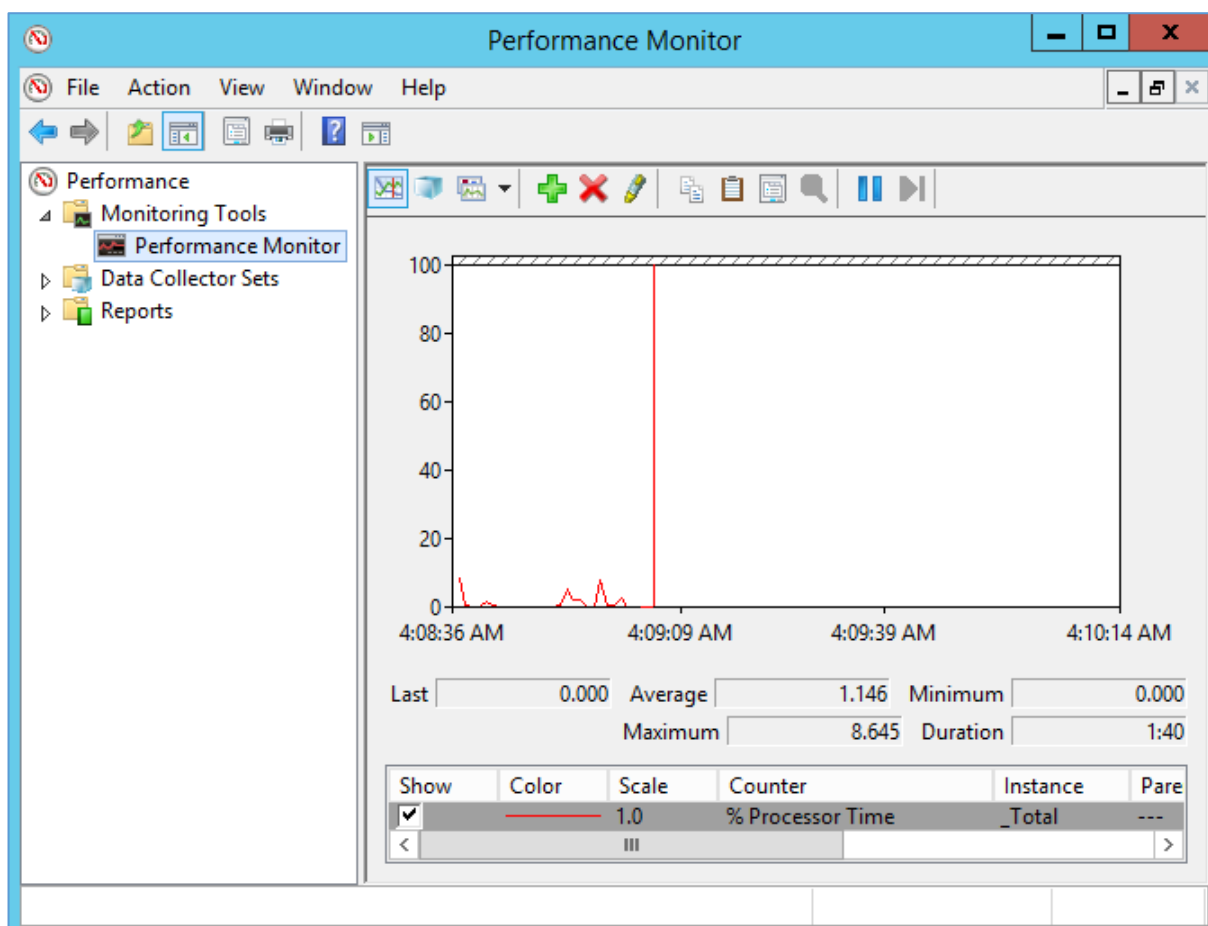 Performance Monitor
File Action View Window Help
Performance
Monitoring Tools
Performance Monitor
Data Collector Sets
Reports
100
80
60
40
20
0
4:08:36 AM 4:09:09 AM 4:09:39 AM 4:10:14 AM
Last 0.000 Average 1.146 Minimum 0.000
Maximum 8.645 Duration 1:40
Show Color Scale Counter Instance Pare
1.0 % Processor Time _Total ---